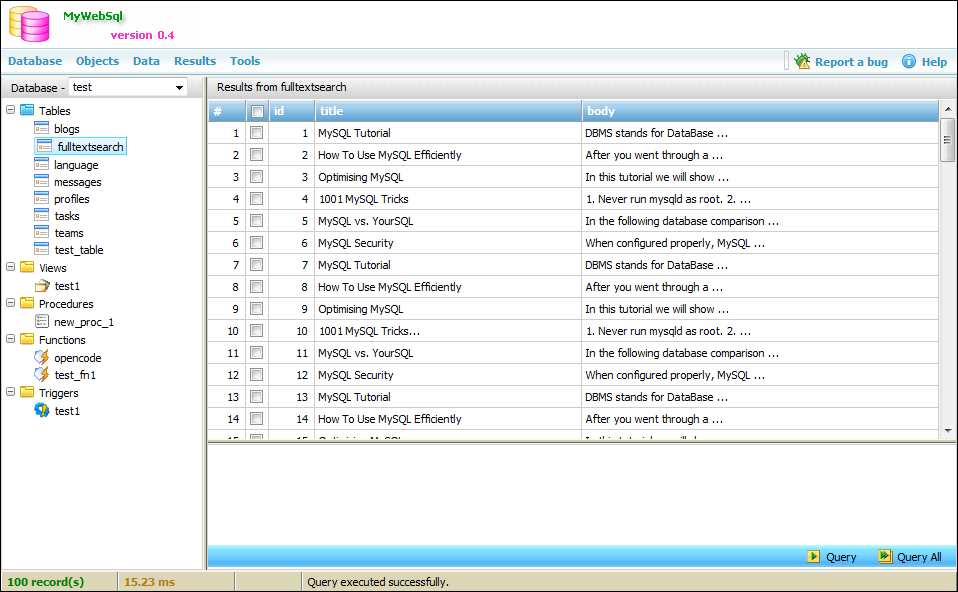 MyWebSql
version 0.4
Database Objects Data Results Tools Report a bug Help
Database - test
Tables
blogs
fulltextsearch
language
messages
profiles
tasks
teams
test_table
Views
test1
Procedures
new_proc_1
Functions
opencode
test_fn1
Triggers
test1
Results from fulltextsearch
# id title body
1 1 MySQL Tutorial DBMS stands for DataBase ...
2 2 How To Use MySQL Efficiently After you went through a ...
3 3 Optimising MySQL In this tutorial we will show ...
4 4 1001 MySQL Tricks 1. Never run mysqld as root. 2. ...
5 5 MySQL vs. YourSQL In the following database comparison ...
6 6 MySQL Security When configured properly, MySQL ...
7 7 MySQL Tutorial DBMS stands for DataBase ...
8 8 How To Use MySQL Efficiently After you went through a ...
9 9 Optimising MySQL In this tutorial we will show ...
10 10 1001 MySQL Tricks... 1. Never run mysqld as root. 2. ...
11 11 MySQL vs. YourSQL In the following database comparison ...
12 12 MySQL Security When configured properly, MySQL ...
13 13 MySQL Tutorial DBMS stands for DataBase ...
14 14 How To Use MySQL Efficiently After you went through a ...
Query Query All
100 record(s) 15.23 ms Query executed successfully.